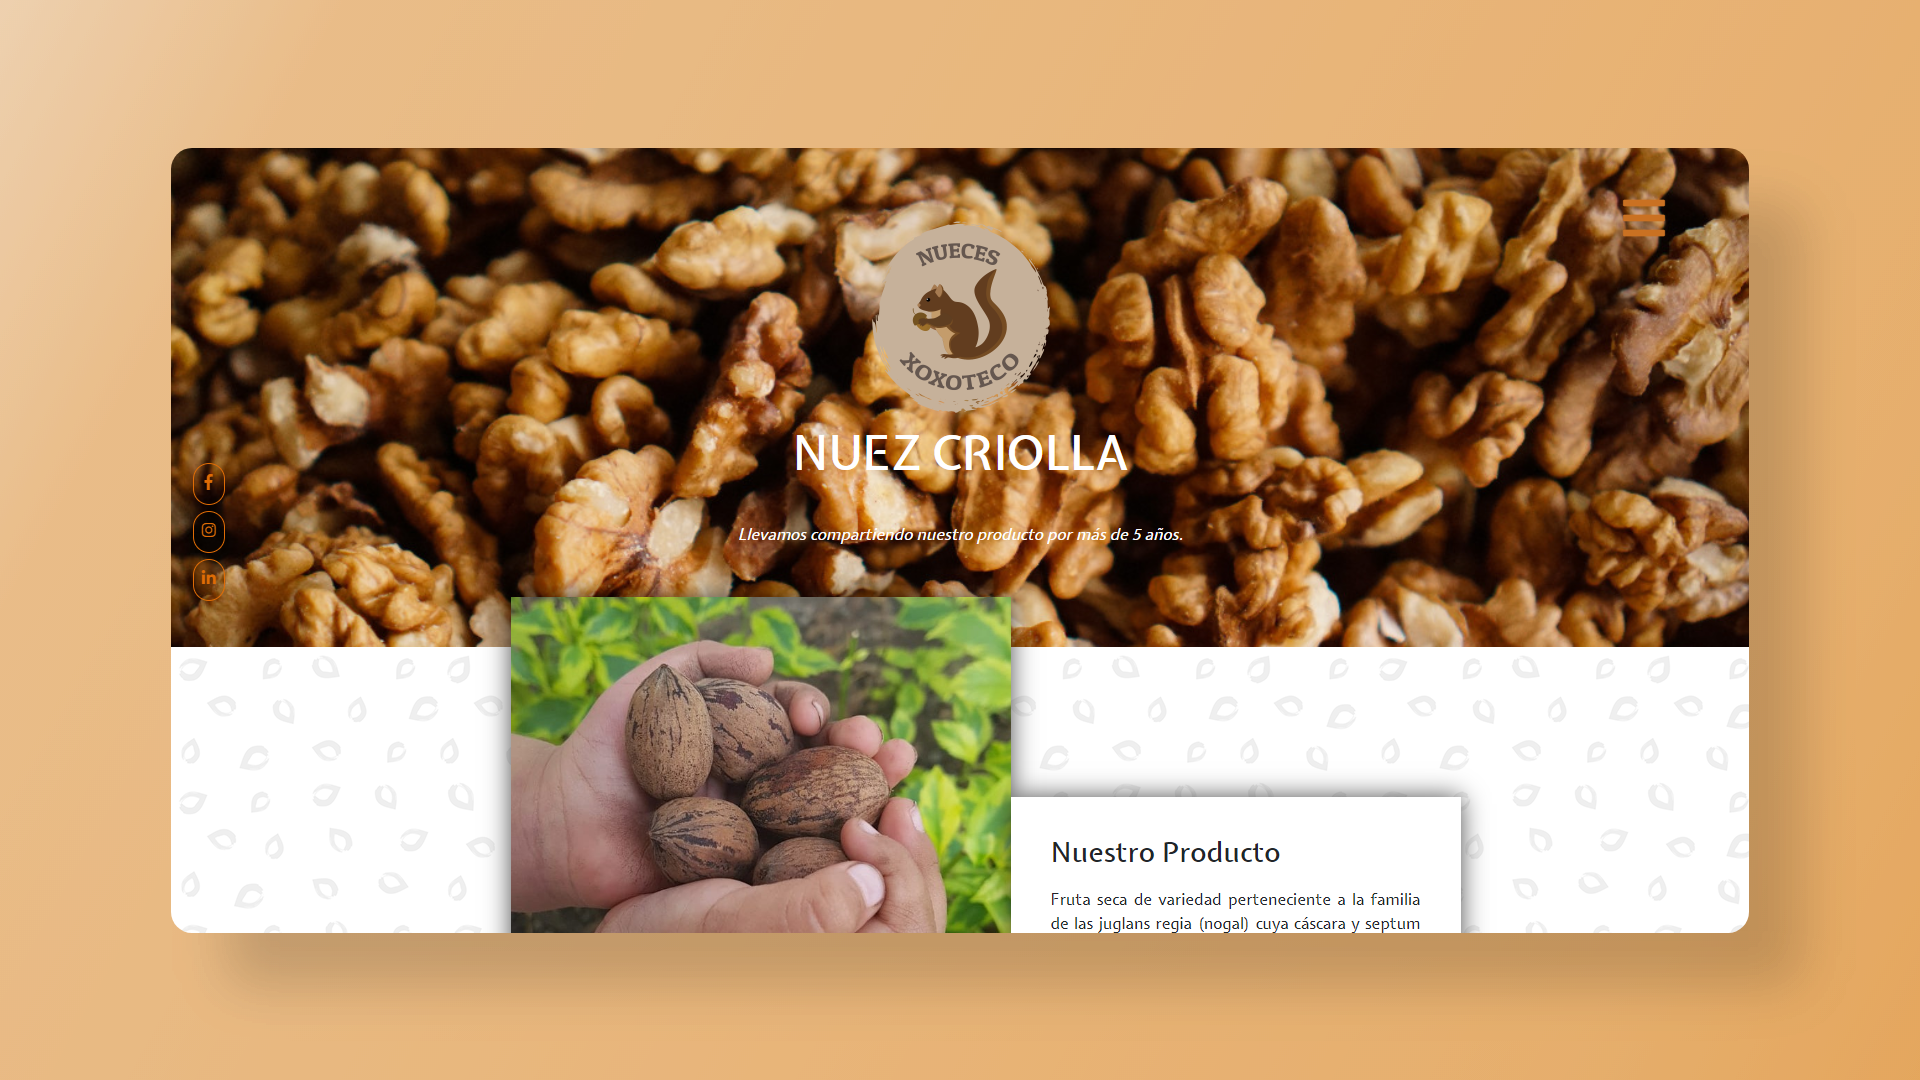 NUECES
XOXOTECO
NUEZ CRIOLLA
Llevamos compartiendo nuestro producto por más de 5 años.
Nuestro Producto
Fruta seca de variedad perteneciente a la familia
de las juglans regia (nogal) cuya cáscara y septum